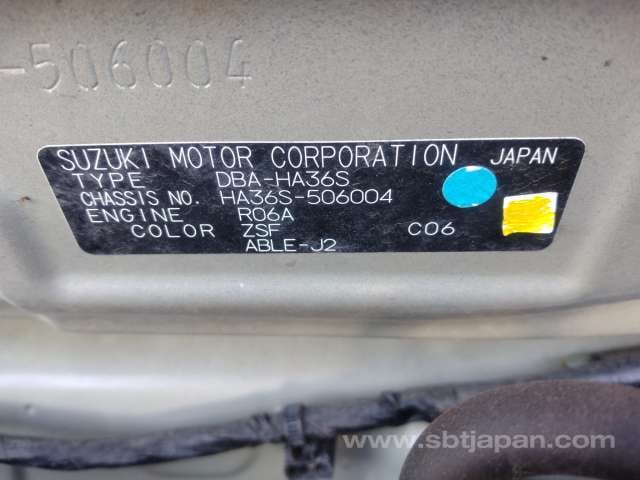 -506004
SUZUKI MOTOR CORPORATION JAPAN
TYPE DBA-HA36S
CHASSIS NO. HA36S-506004
ENGINE R06A
COLOR ZSF C06
ABLE-J2
www.sbtjapan.com